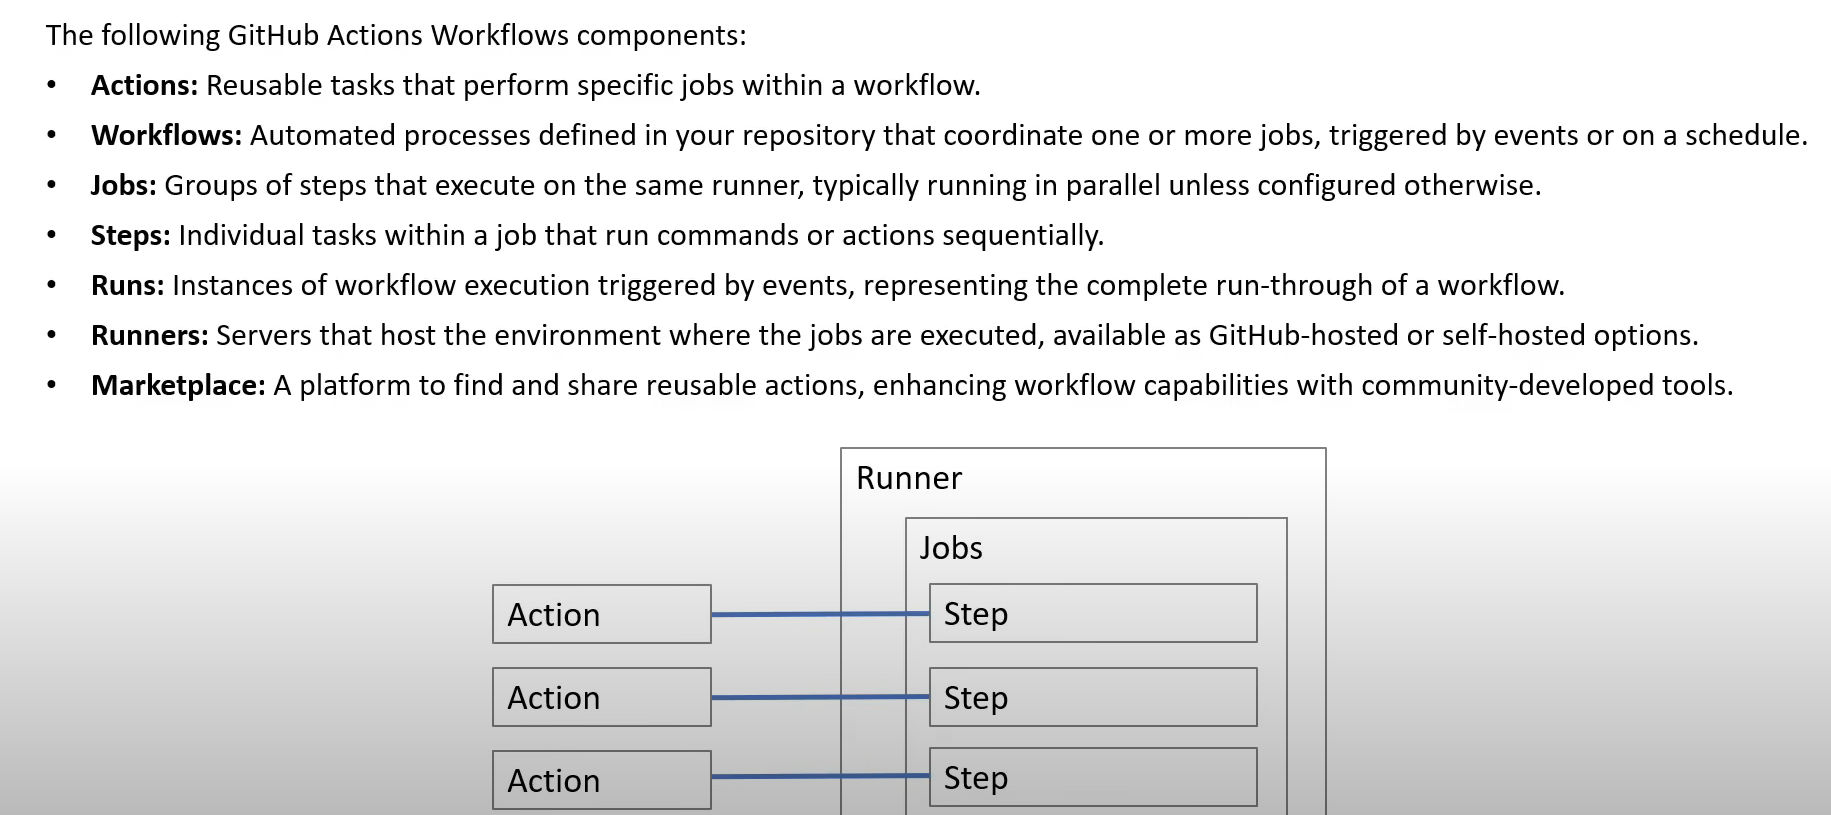 The following GitHub Actions Workflows components:
• Actions: Reusable tasks that perform specific jobs within a workflow.
• Workflows: Automated processes defined in your repository that coordinate one or more jobs, triggered by events or on a schedule.
• Jobs: Groups of steps that execute on the same runner, typically running in parallel unless configured otherwise.
• Steps: Individual tasks within a job that run commands or actions sequentially.
• Runs: Instances of workflow execution triggered by events, representing the complete run-through of a workflow.
• Runners: Servers that host the environment where the jobs are executed, available as GitHub-hosted or self-hosted options.
• Marketplace: A platform to find and share reusable actions, enhancing workflow capabilities with community-developed tools.
Runner
Jobs
Action
Step
Action
Step
Action
Step